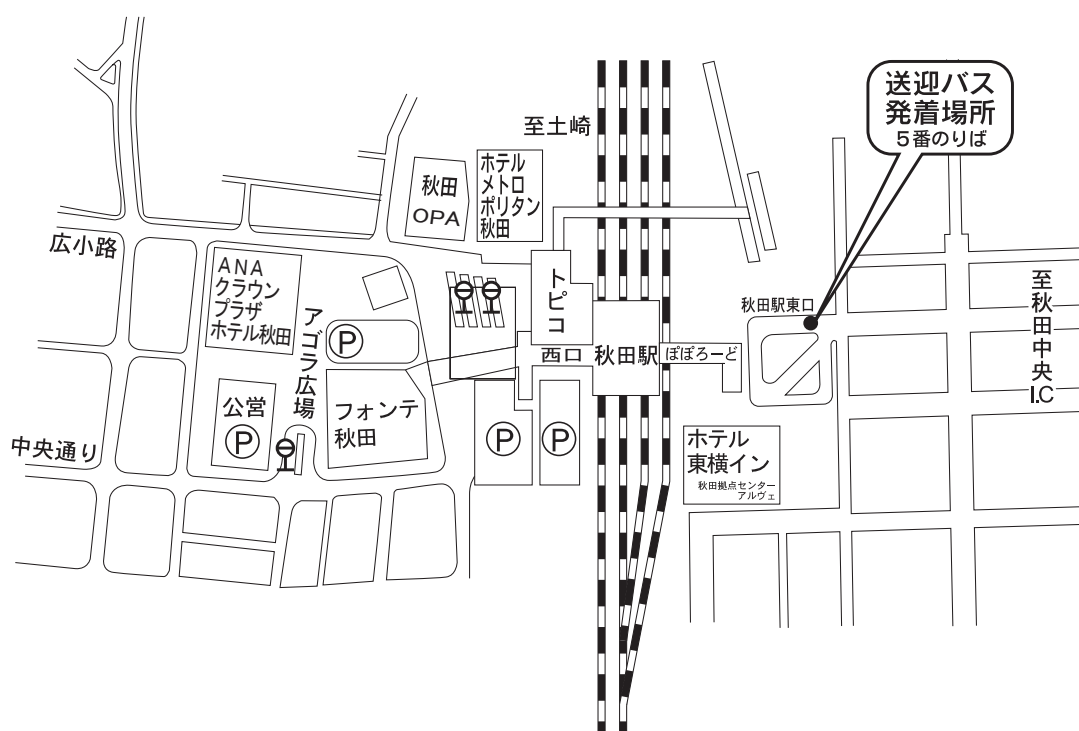 送迎バス
発着場所
5番のりば
至土崎
ホテル
メトロ
ポリタン
秋田
秋田
OPA
広小路
ANA
クラウン
プラザ
ホテル秋田
アゴラ広場
P
トピコ
西口
秋田駅
ぽぽろーど
秋田駅東口
至秋田中央I.C
公営
P
フォンテ
秋田
P
P
中央通り
ホテル
東横イン
秋田拠点センター
アルヴェ